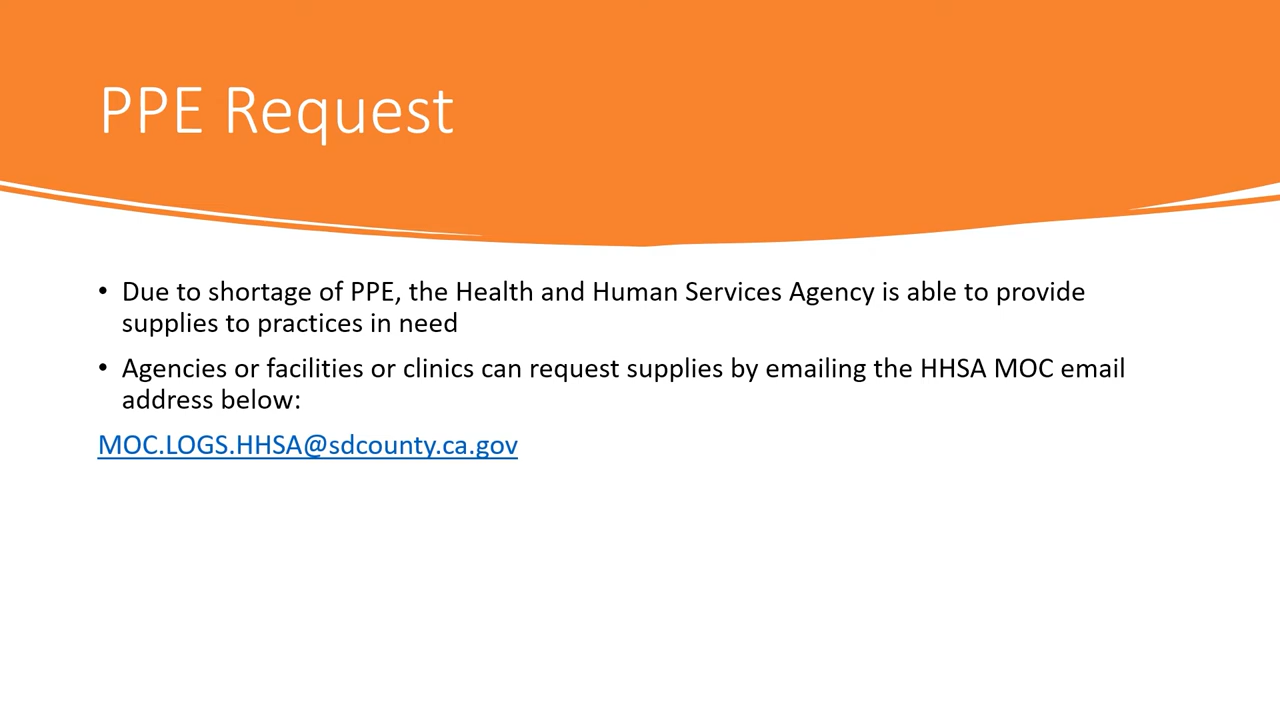 PPE Request
• Due to shortage of PPE, the Health and Human Services Agency is able to provide
supplies to practices in need
• Agencies or facilities or clinics can request supplies by emailing the HHSA MOC email
address below:
MOC.LOGS.HHSA@sdcounty.ca.gov